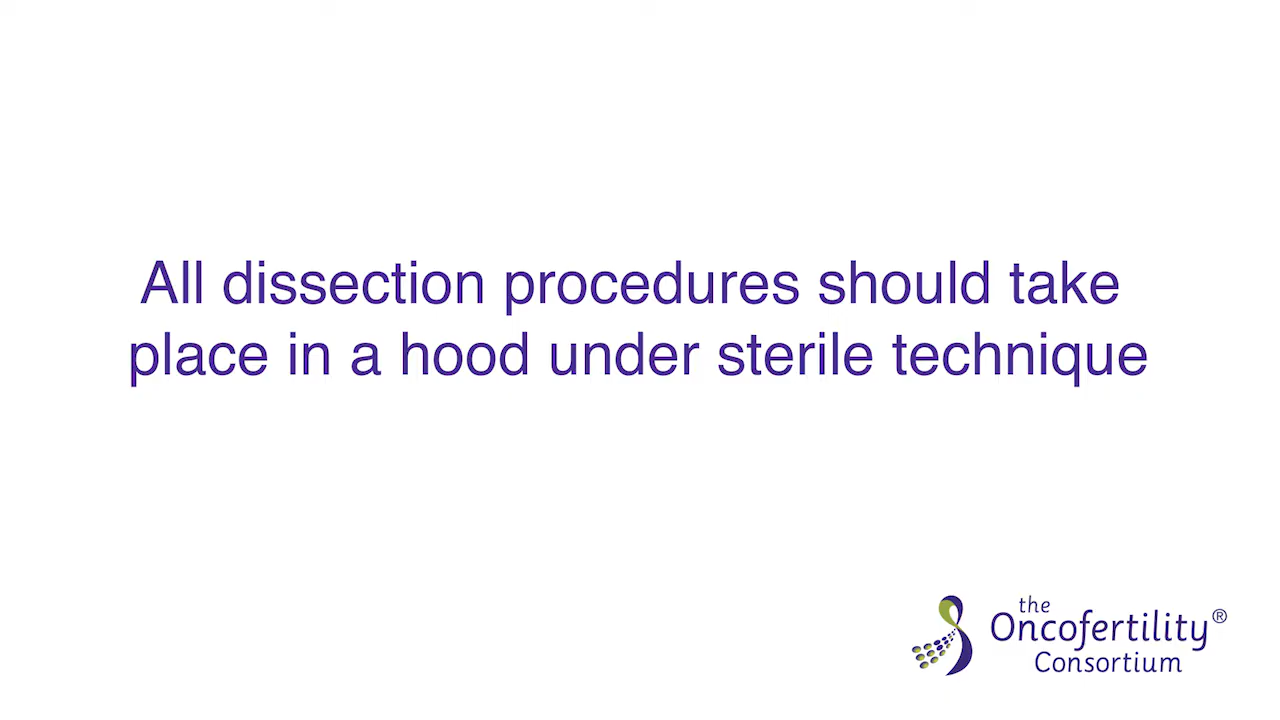 All dissection procedures should take
place in a hood under sterile technique
the
Oncofertility®
Consortium